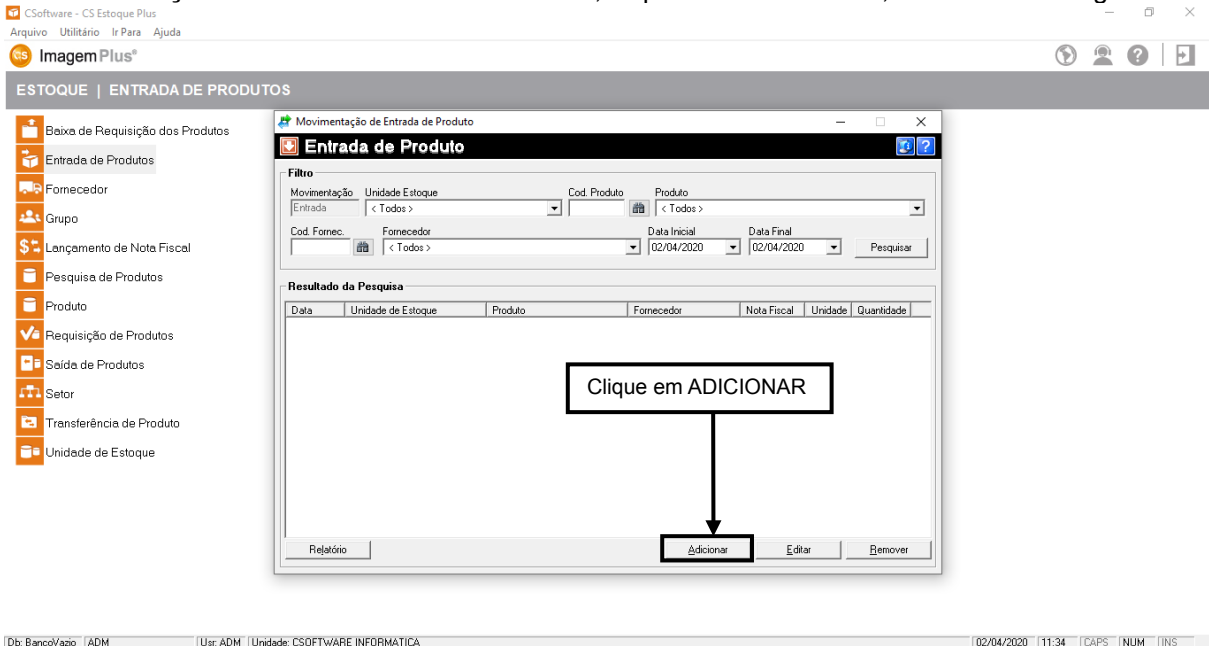 CSoftware - CS Estoque Plus
Arquivo Utilitário Ir Para Ajuda
CS ImagemPlus®
ESTOQUE | ENTRADA DE PRODUTOS
Baixa de Requisição dos Produtos
Entrada de Produtos
Fornecedor
Grupo
Lançamento de Nota Fiscal
Pesquisa de Produtos
Produto
Requisição de Produtos
Saída de Produtos
Setor
Transferência de Produto
Unidade de Estoque
Movimentação de Entrada de Produto
Entrada de Produto
Filtro
Movimentação Unidade Estoque Cod. Produto Produto
Entrada < Todos > < Todos >
Cod. Fornec. Fornecedor Data Inicial Data Final
< Todos > 02/04/2020 02/04/2020 Pesquisar
Resultado da Pesquisa
Data Unidade de Estoque Produto Fornecedor Nota Fiscal Unidade Quantidade
Clique em ADICIONAR
Relatório Adicionar Editar Remover
Db: BancoVazio ADM Usr: ADM Unidade: CSOFTWARE INFORMATICA 02/04/2020 11:34 CAPS NUM INS